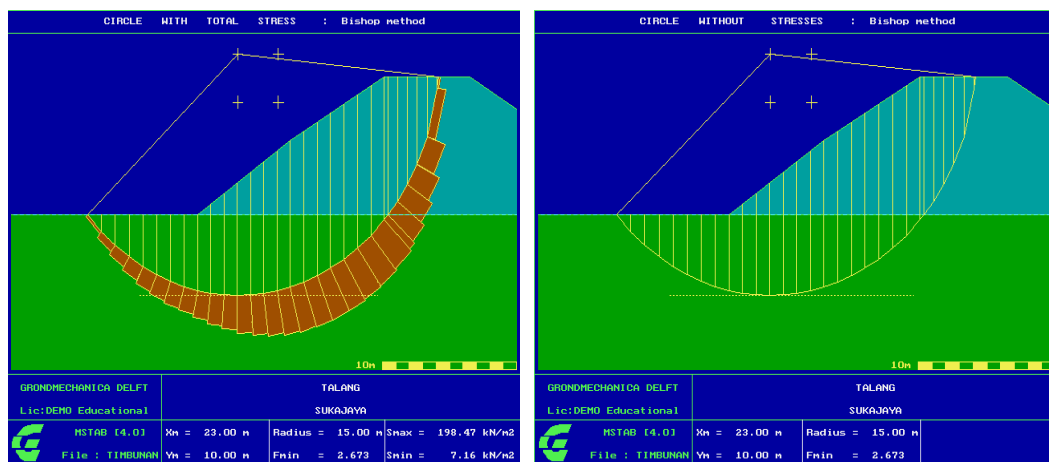 CIRCLE WITH TOTAL STRESS : Bishop method
10m
GRONDMECHANICA DELFT
TALANG
Lic:DEMO Educational
SUKAJAYA
MSTAB [4.0]
Xm = 23.00 m
Radius = 15.00 m
Smax = 198.47 kN/m2
File : TIMBUNAN
Ym = 10.00 m
Fmin = 2.673
Smin = 7.16 kN/m2
CIRCLE WITHOUT STRESSES : Bishop method
10m
GRONDMECHANICA DELFT
TALANG
Lic:DEMO Educational
SUKAJAYA
MSTAB [4.0]
Xm = 23.00 m
Radius = 15.00 m
File : TIMBUNAN
Ym = 10.00 m
Fmin = 2.673